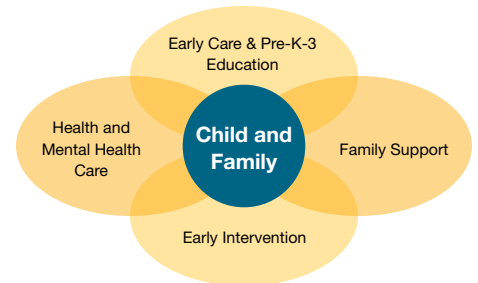 Early Care & Pre-K-3
Education
Health and
Mental Health
Care
Child and
Family
Family Support
Early Intervention